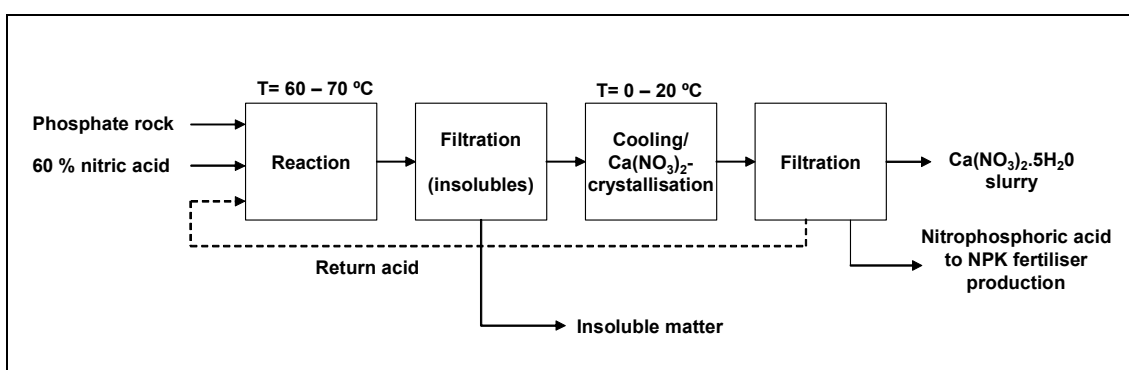 T= 60 – 70 ºC
T= 0 – 20 ºC
Phosphate rock
60 % nitric acid
Reaction
Filtration
(insolubles)
Cooling/
Ca(NO3)2-
crystallisation
Filtration
Ca(NO3)2.5H20
slurry
Return acid
Nitrophosphoric acid
to NPK fertiliser
production
Insoluble matter